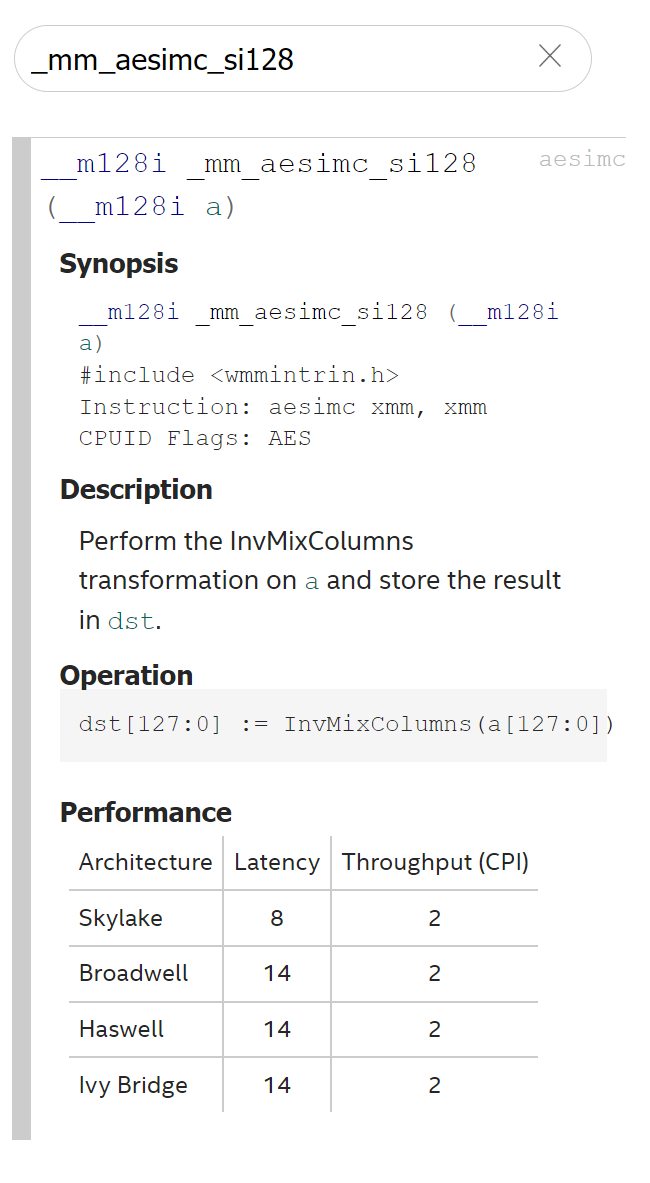 _mm_aesimc_si128
__m128i _mm_aesimc_si128 aesimc
(__m128i a)
Synopsis
__m128i _mm_aesimc_si128 (__m128i
a)
#include <wmmintrin.h>
Instruction: aesimc xmm, xmm
CPUID Flags: AES
Description
Perform the InvMixColumns
transformation on a and store the result
in dst.
Operation
dst[127:0] := InvMixColumns(a[127:0])
Performance
Architecture Latency Throughput (CPI)
Skylake 8 2
Broadwell 14 2
Haswell 14 2
Ivy Bridge 14 2